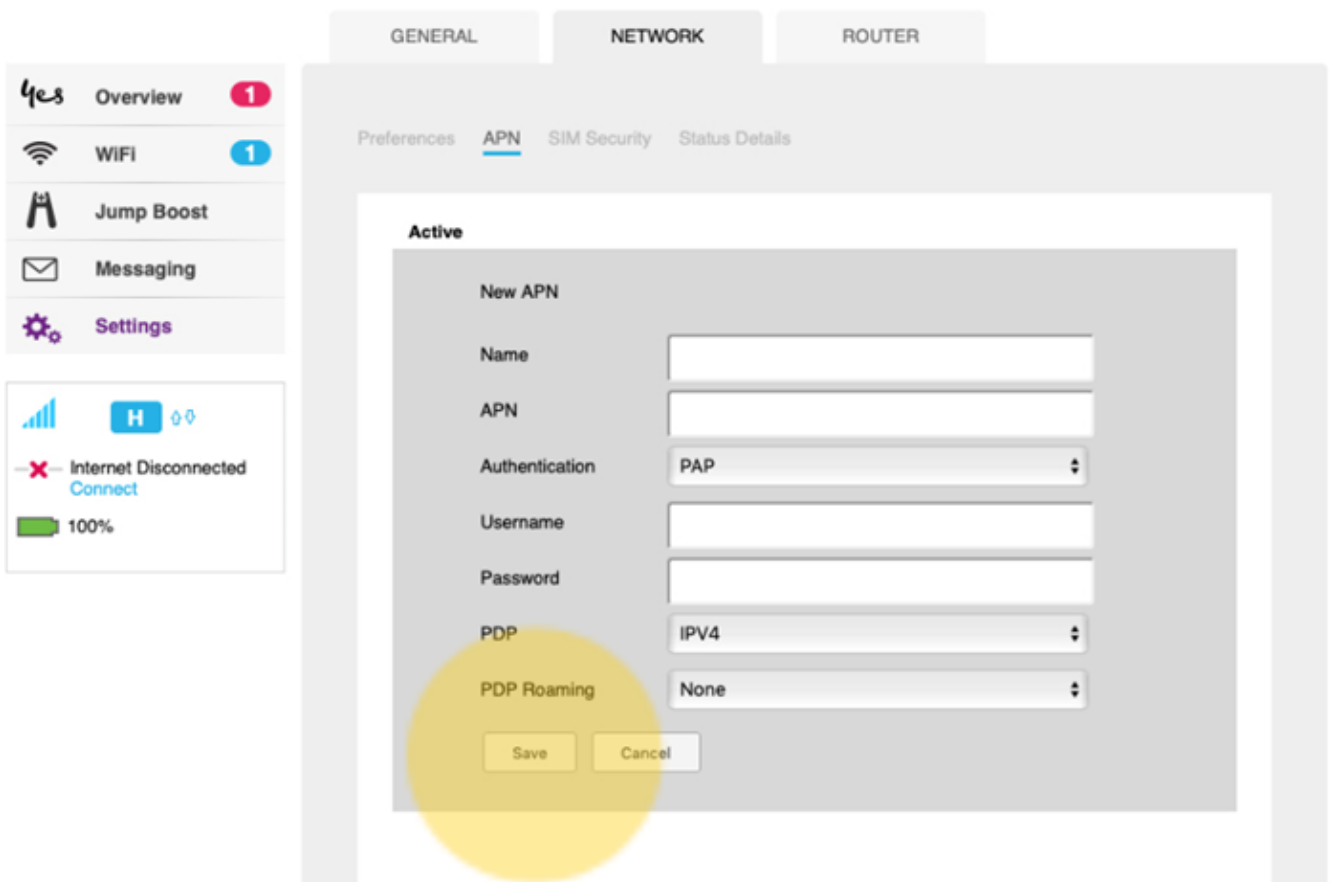 GENERAL NETWORK ROUTER
yes Overview 1
WiFi 1
Jump Boost
Messaging
Settings
H
Internet Disconnected
Connect
100%
Preferences APN SIM Security Status Details
Active
New APN
Name
APN
Authentication PAP
Username
Password
PDP IPV4
PDP Roaming None
Save Cancel